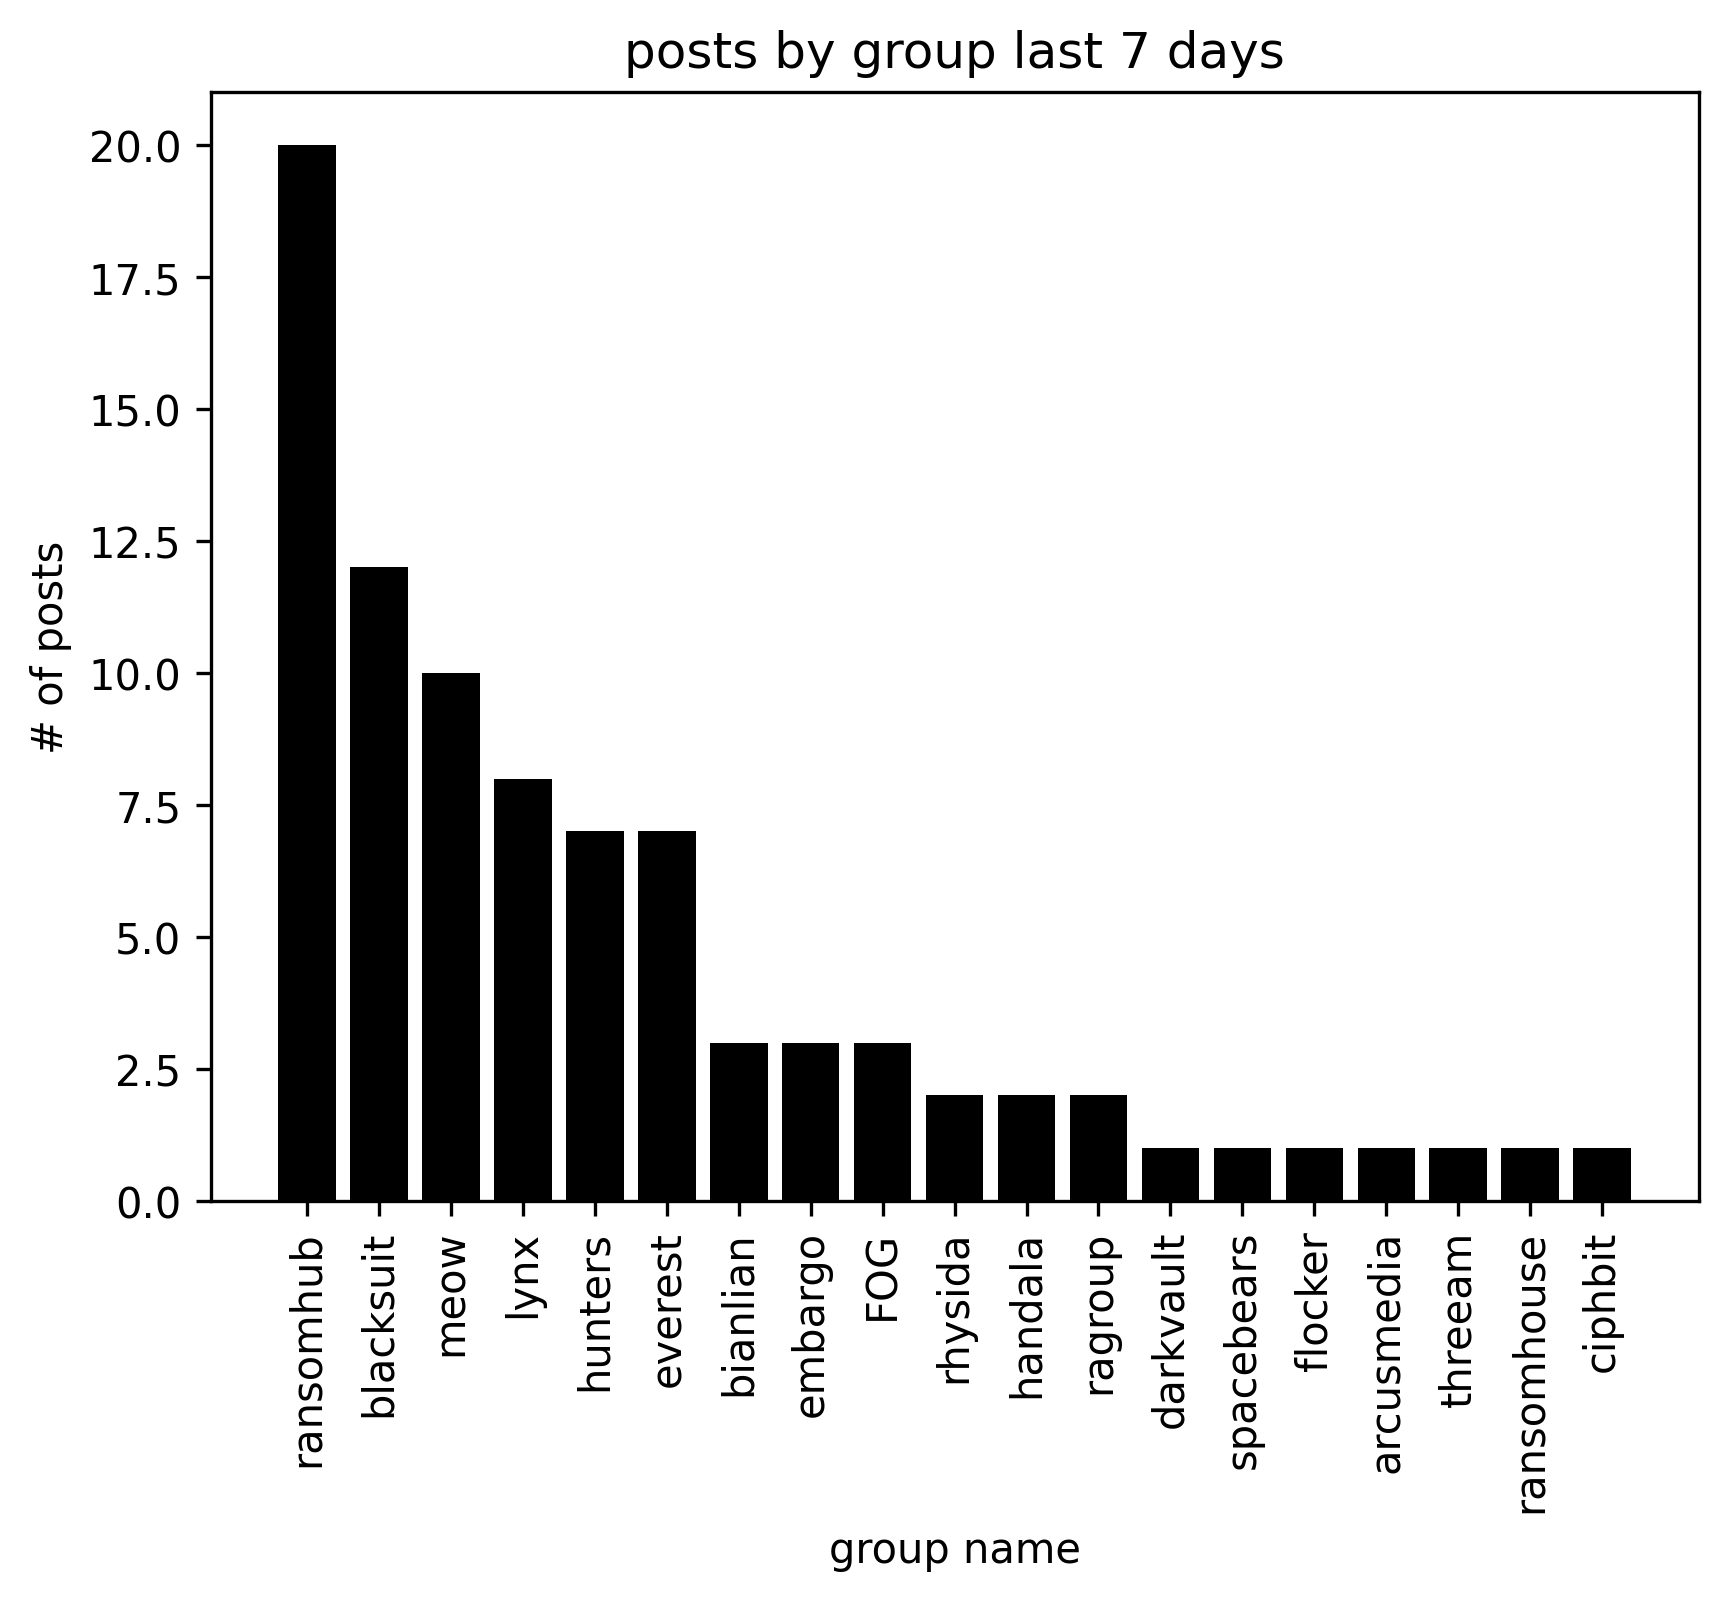 posts by group last 7 days
# of posts
20.0
17.5
15.0
12.5
10.0
7.5
5.0
2.5
0.0
ransomhub
blacksuit
meow
lynx
hunters
everest
bianlian
embargo
FOG
rhysida
handala
ragroup
darkvault
spacebears
flocker
arcusmedia
threeam
ransomhouse
ciphbit
group name